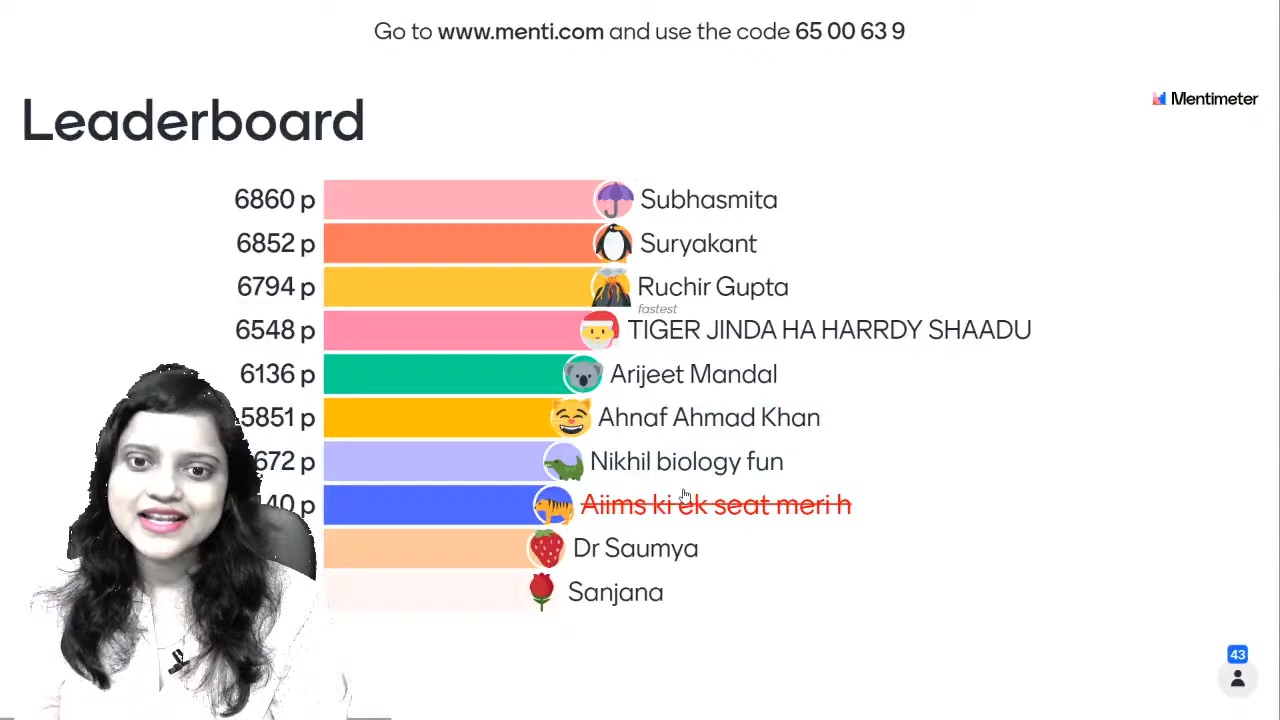 Go to www.menti.com and use the code 65 00 63 9
Mentimeter
Leaderboard
6860 p Subhasmita
6852 p Suryakant
6794 p Ruchir Gupta
fastest
6548 p TIGER JINDA HA HARRDY SHAADU
6136 p Arijeet Mandal
5851 p Ahnaf Ahmad Khan
672 p Nikhil biology fun
40 p Aiims ki ek seat meri h
Dr Saumya
Sanjana
43